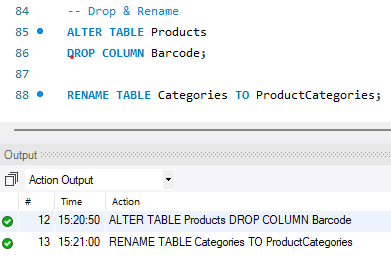 84 -- Drop & Rename
85 ALTER TABLE Products
86 DROP COLUMN Barcode;
87
88 RENAME TABLE Categories TO ProductCategories;
Output
Action Output
# Time Action
12 15:20:50 ALTER TABLE Products DROP COLUMN Barcode
13 15:21:00 RENAME TABLE Categories TO ProductCategories